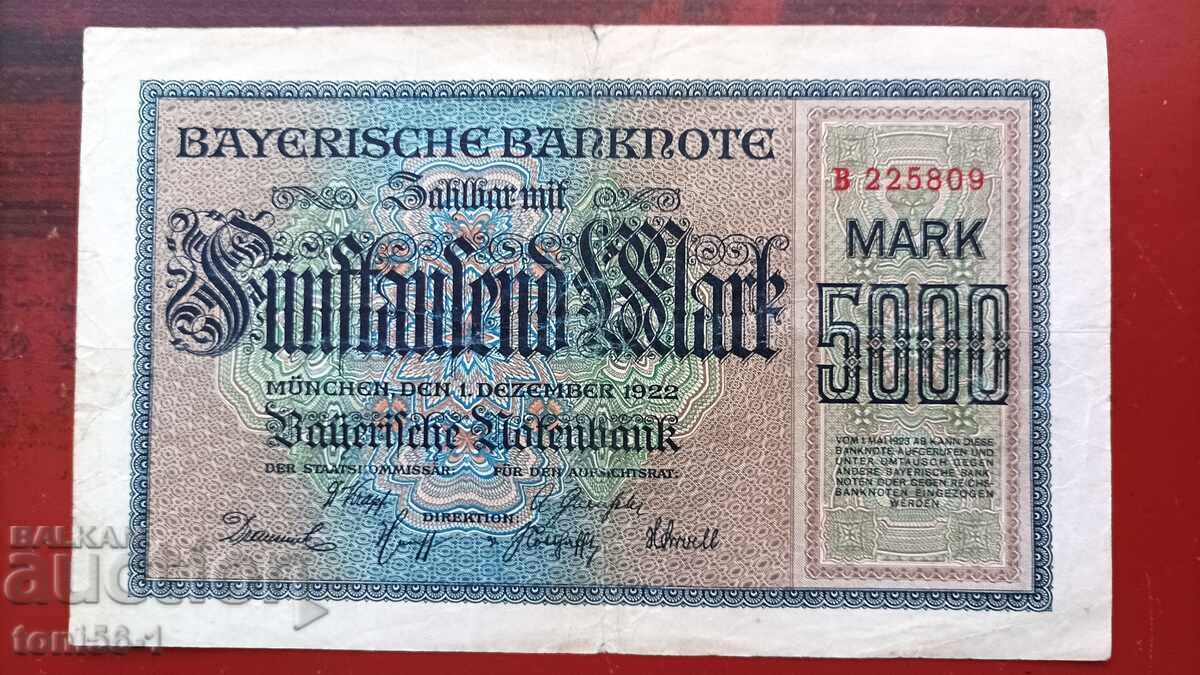 BAYERISCHE BANKNOTE
Zahlbar mit
Fünftausend Mark
MÜNCHEN, DEN 1. DEZEMBER 1922
Bayerische Notenbank
DER STAATSKOMMISSÄR. FÜR DEN AUFSICHTSRAT.
DIREKTION
B 225809
MARK
5000
VOM 1. MAI 1923 AB KANN DIESE
BANKNOTE AUFGERUFEN UND
UNTER UMTAUSCH GEGEN
ANDERE BAYERISCHE BANK-
NOTEN ODER GEGEN REICHS-
BANKNOTEN EINGEZOGEN
WERDEN
BALKAN
auction
toni56-1